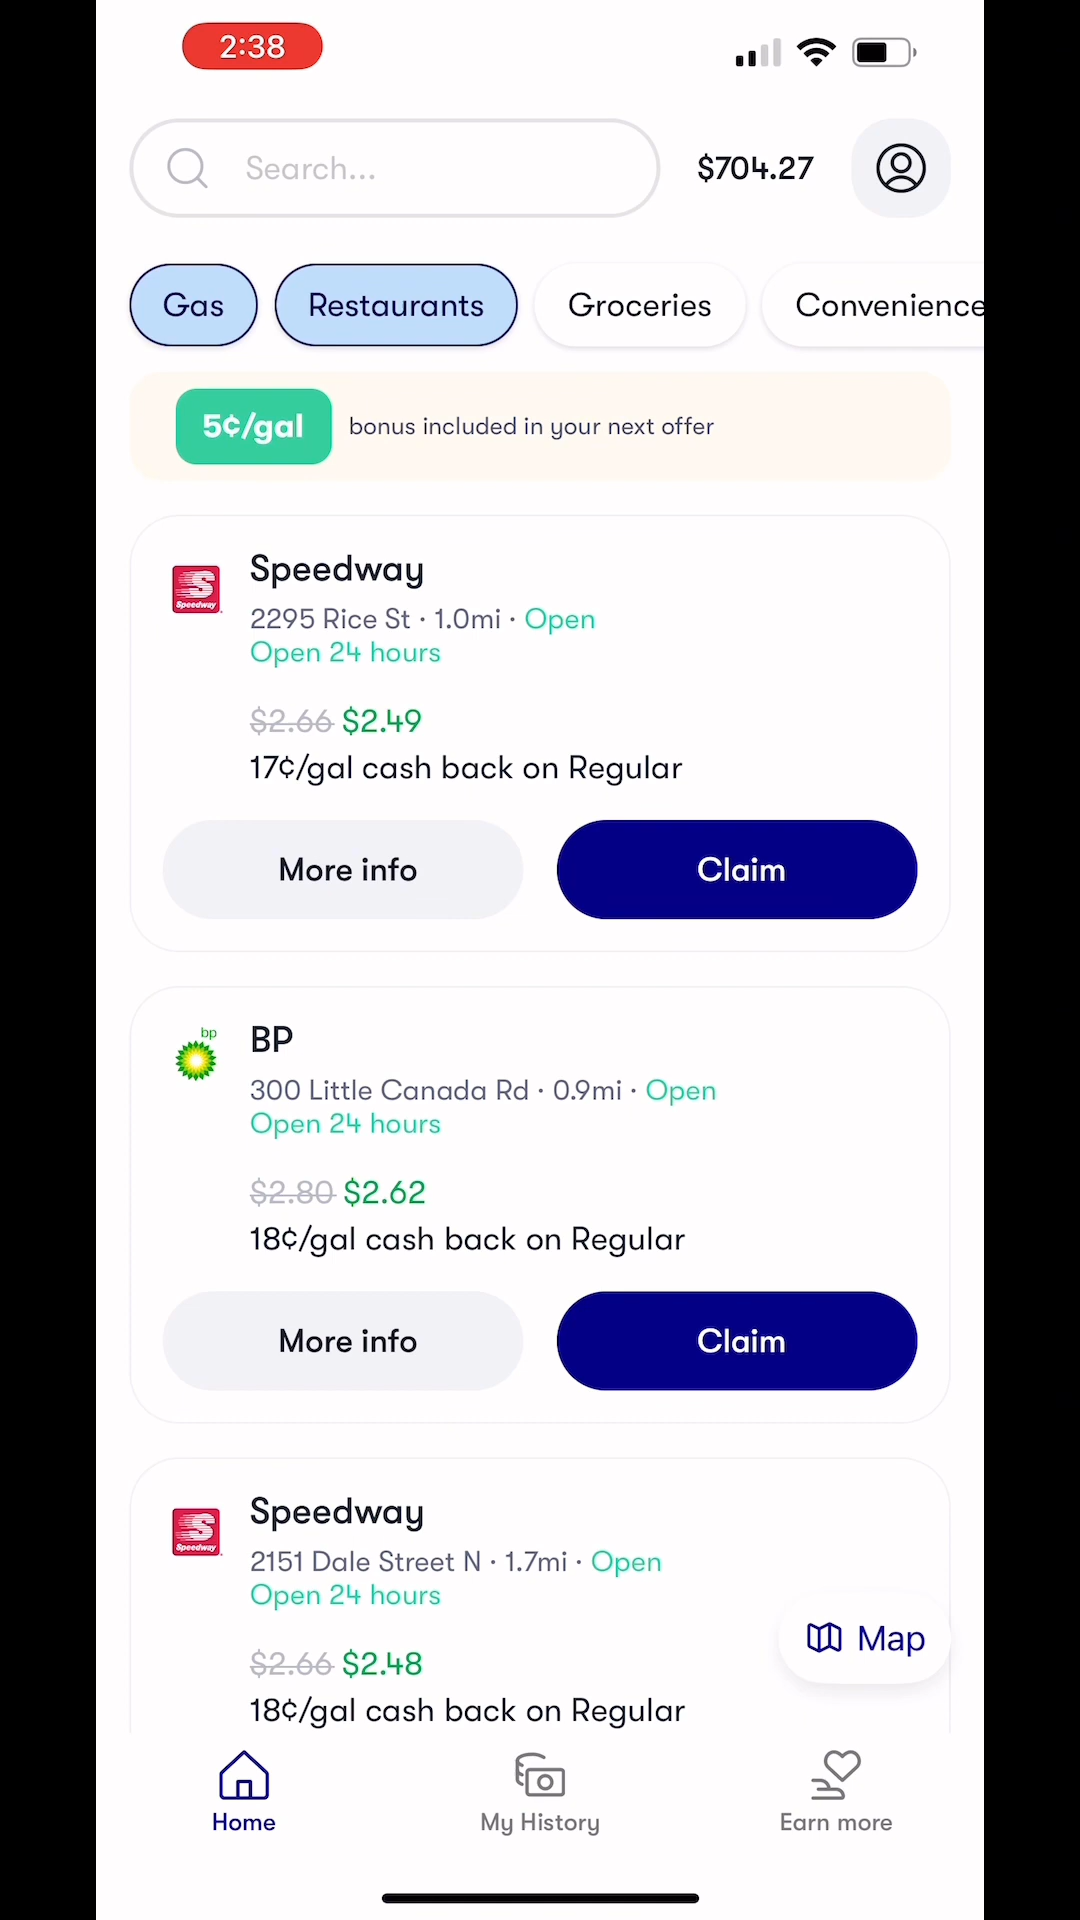 2:38
Search...
$704.27
Gas
Restaurants
Groceries
Convenience
5¢/gal
bonus included in your next offer
Speedway
Speedway
2295 Rice St · 1.0mi · Open
Open 24 hours
$2.66 $2.49
17¢/gal cash back on Regular
More info
Claim
bp
BP
300 Little Canada Rd · 0.9mi · Open
Open 24 hours
$2.80 $2.62
18¢/gal cash back on Regular
More info
Claim
Speedway
Speedway
2151 Dale Street N · 1.7mi · Open
Open 24 hours
$2.66 $2.48
18¢/gal cash back on Regular
Map
Home
My History
Earn more